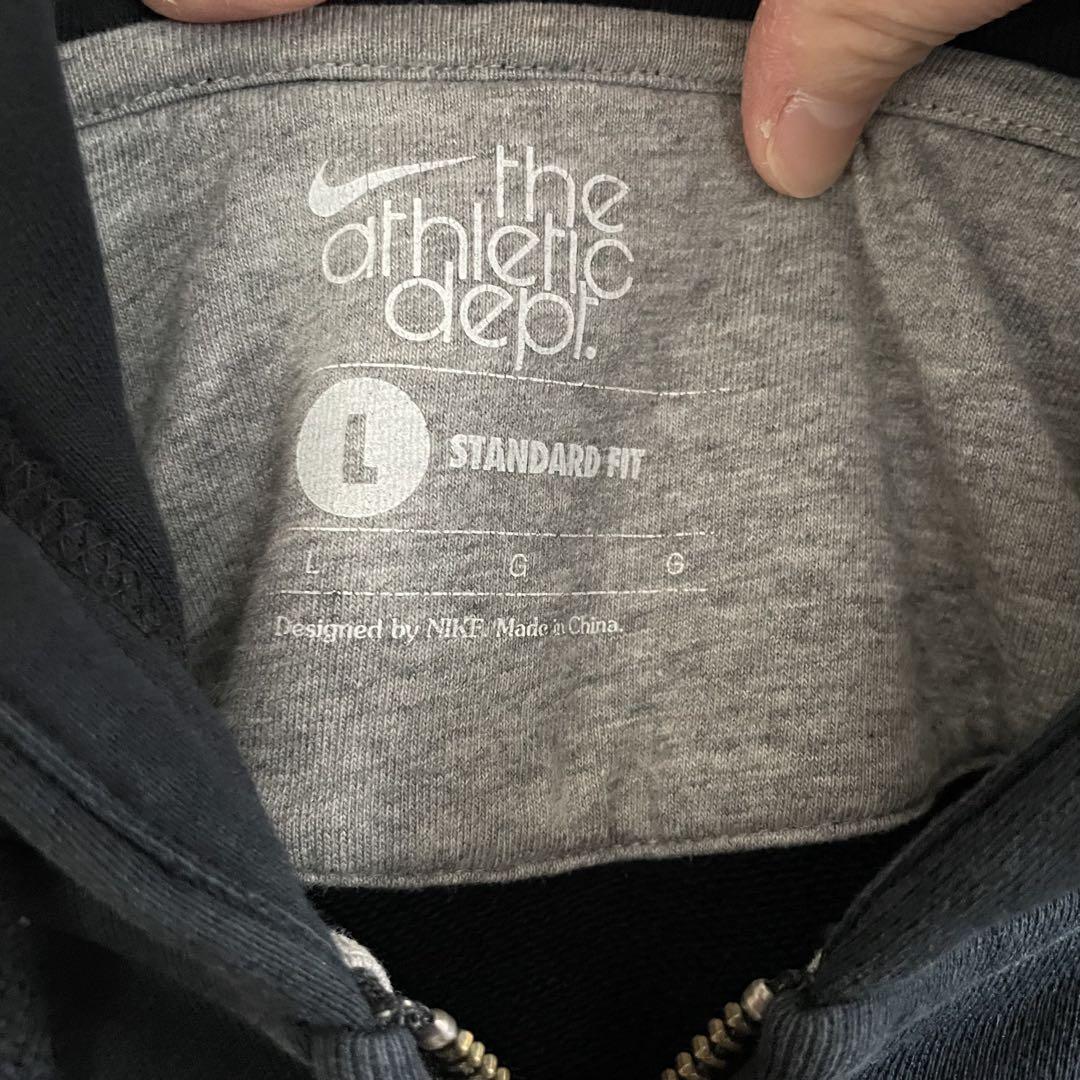 the
athletic
dept.
L STANDARD FIT
L G G
Designed by NIKE. Made in China.